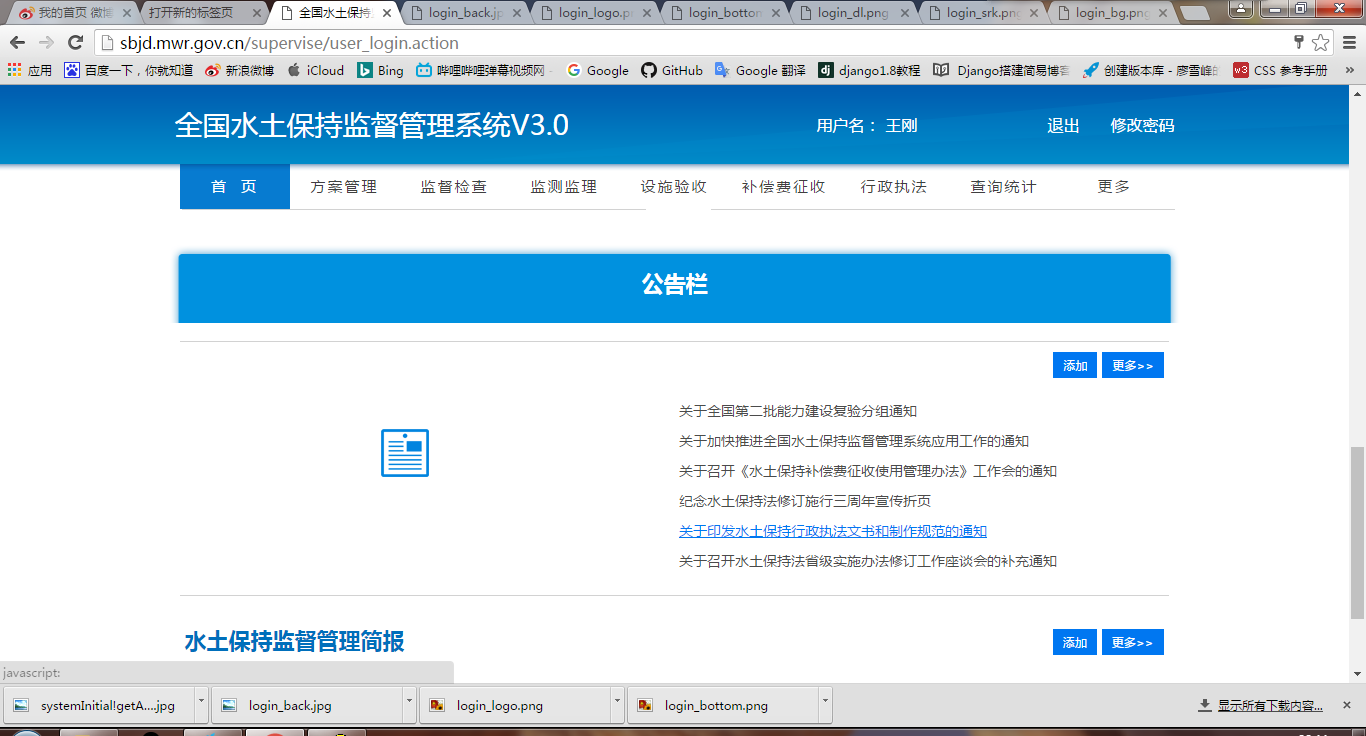 我的首页 微博
打开新的标签页
全国水土保持
login_back.jp
login_logo.p
login_bottom
login_dl.png
login_srk.png
login_bg.png
sbjd.mwr.gov.cn/supervise/user_login.action
应用 百度一下，你就知道 新浪微博 iCloud Bing 哔哩哔哩弹幕视频网 Google GitHub Google 翻译 django1.8教程 Django搭建简易博客 创建版本库 - 廖雪峰的 CSS 参考手册 »
全国水土保持监督管理系统V3.0
用户名： 王刚 退出 修改密码
首 页 方案管理 监督检查 监测监理 设施验收 补偿费征收 行政执法 查询统计 更多
公告栏
添加 更多>>
关于全国第二批能力建设复验分组通知
关于加快推进全国水土保持监督管理系统应用工作的通知
关于召开《水土保持补偿费征收使用管理办法》工作会的通知
纪念水土保持法修订施行三周年宣传折页
关于印发水土保持行政执法文书和制作规范的通知
关于召开水土保持法省级实施办法修订工作座谈会的补充通知
水土保持监督管理简报 添加 更多>>
javascript:
systemInitial!getA....jpg login_back.jpg login_logo.png login_bottom.png 显示所有下载内容...